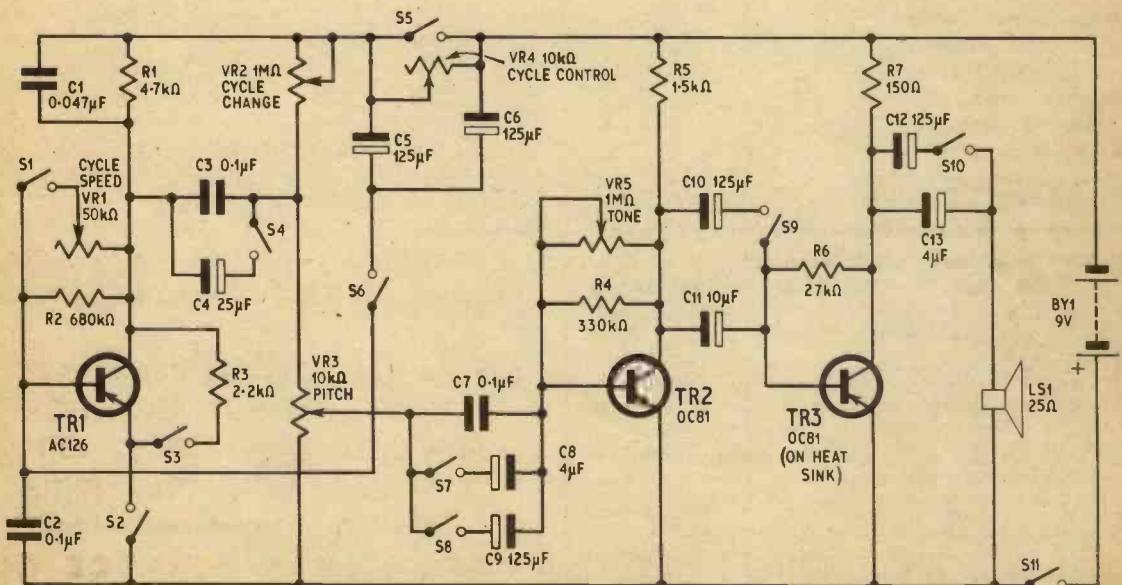 S5
VR4 10kΩ
CYCLE CONTROL
C1
0·047μF
R1
4·7kΩ
VR2 1MΩ
CYCLE
CHANGE
C5
125μF
C6
125μF
R5
1·5kΩ
R7
150Ω
C12 125μF
S10
S1
CYCLE
SPEED
VR1
50kΩ
C3 0·1μF
S4
C4 25μF
VR5
1MΩ
TONE
C10 125μF
S9
C13
4μF
R2 680kΩ
S6
R4
330kΩ
R6
27kΩ
C11 10μF
BY1
9V
+
R3
2·2kΩ
VR3
10kΩ
PITCH
C7 0·1μF
TR1
AC126
S3
TR2
OC81
TR3
OC81
(ON HEAT
SINK)
LS1
25Ω
C8
4μF
S7
C2
0·1μF
S2
S8
C9 125μF
S11